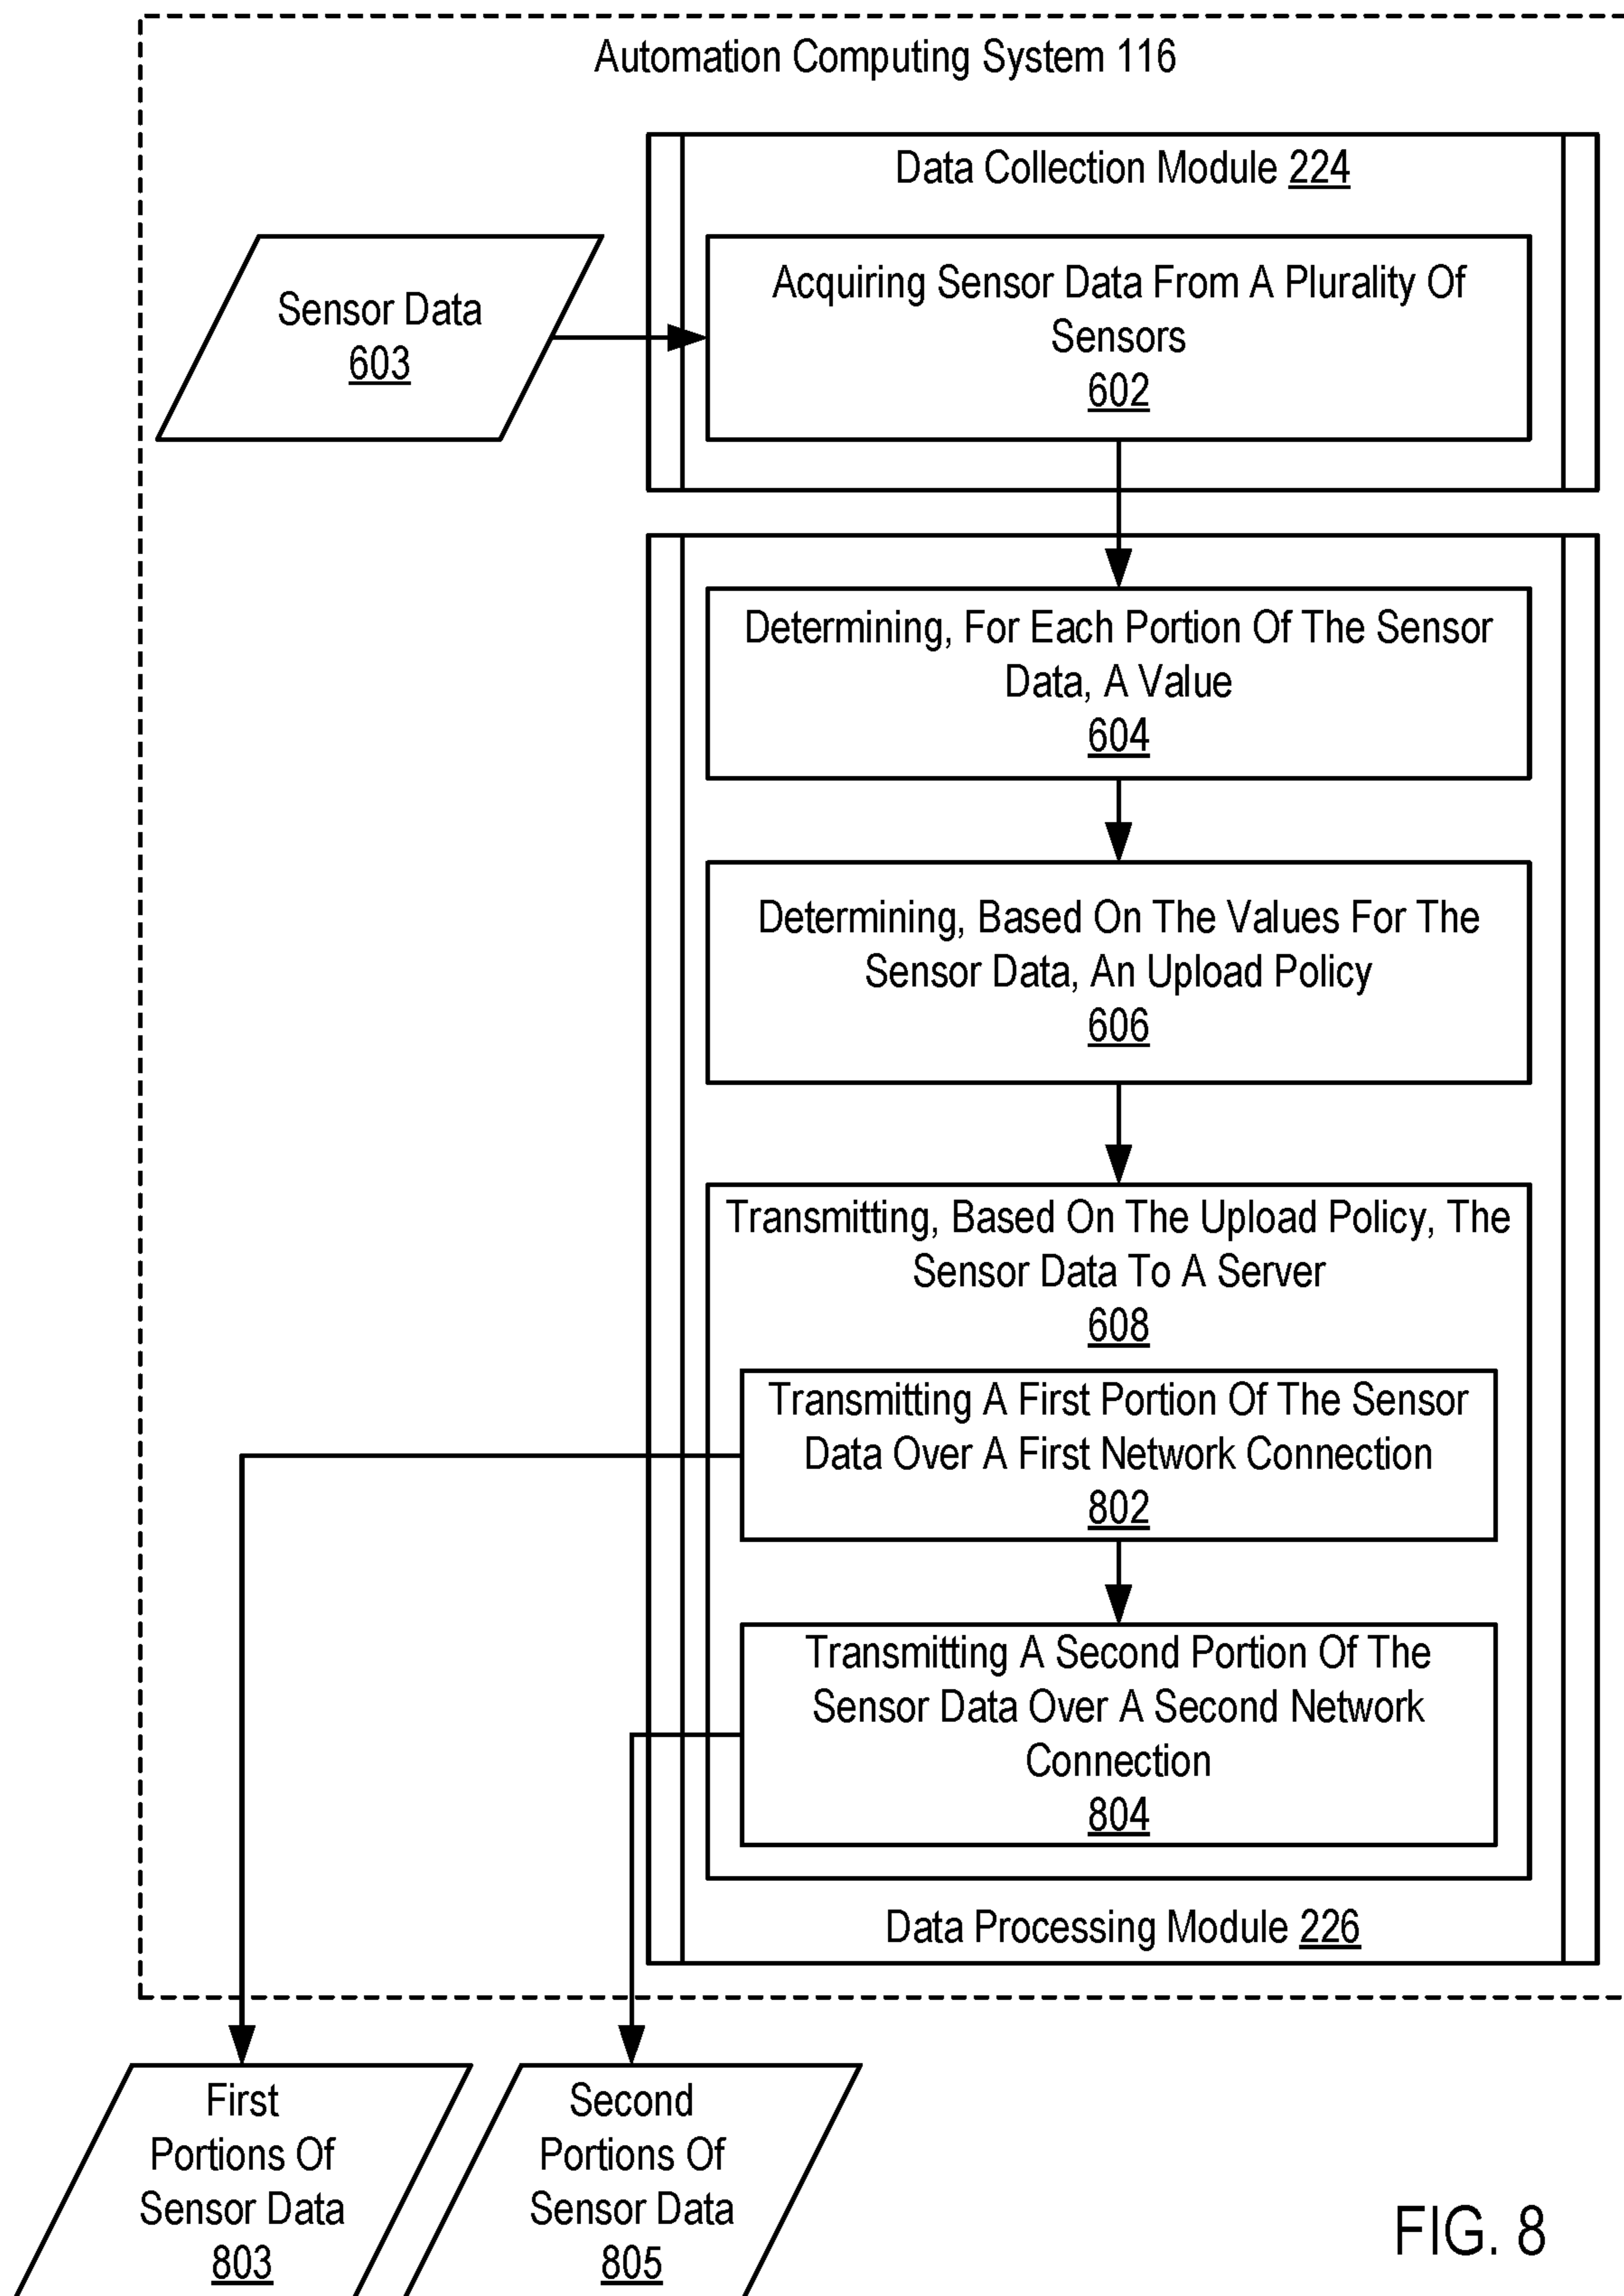 Automation Computing System 116
Data Collection Module 224
Sensor Data
603
Acquiring Sensor Data From A Plurality Of
Sensors
602
Determining, For Each Portion Of The Sensor
Data, A Value
604
Determining, Based On The Values For The
Sensor Data, An Upload Policy
606
Transmitting, Based On The Upload Policy, The
Sensor Data To A Server
608
Transmitting A First Portion Of The Sensor
Data Over A First Network Connection
802
Transmitting A Second Portion Of The
Sensor Data Over A Second Network
Connection
804
Data Processing Module 226
First
Portions Of
Sensor Data
803
Second
Portions Of
Sensor Data
805
FIG. 8